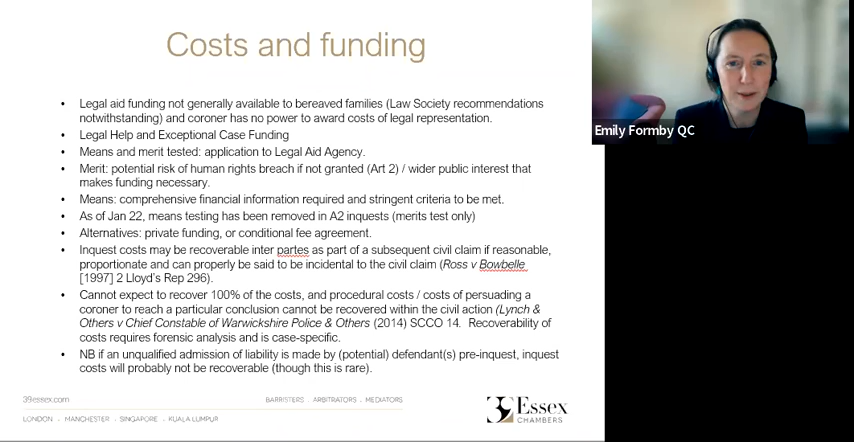 Costs and funding
• Legal aid funding not generally available to bereaved families (Law Society recommendations
notwithstanding) and coroner has no power to award costs of legal representation.
• Legal Help and Exceptional Case Funding
• Means and merit tested: application to Legal Aid Agency.
• Merit: potential risk of human rights breach if not granted (Art 2) / wider public interest that
makes funding necessary.
• Means: comprehensive financial information required and stringent criteria to be met.
• As of Jan 22, means testing has been removed in A2 inquests (merits test only)
• Alternatives: private funding, or conditional fee agreement.
• Inquest costs may be recoverable inter partes as part of a subsequent civil claim if reasonable,
proportionate and can properly be said to be incidental to the civil claim (Ross v Bowbelle
[1997] 2 Lloyd's Rep 296).
• Cannot expect to recover 100% of the costs, and procedural costs / costs of persuading a
coroner to reach a particular conclusion cannot be recovered within the civil action (Lynch &
Others v Chief Constable of Warwickshire Police & Others (2014) SCCO 14. Recoverability of
costs requires forensic analysis and is case-specific.
• NB if an unqualified admission of liability is made by (potential) defendant(s) pre-inquest, inquest
costs will probably not be recoverable (though this is rare).
39essex.com
BARRISTERS . ARBITRATORS . MEDIATORS
LONDON . MANCHESTER . SINGAPORE . KUALA LUMPUR
39 Essex
CHAMBERS
Emily Formby QC